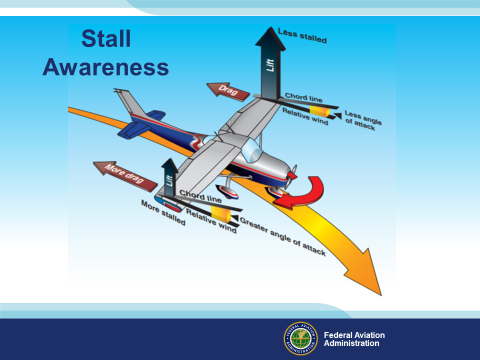 Stall
Awareness
Less stalled
Lift
Drag
Chord line
Relative wind
Less angle
of attack
More drag
Lift
Chord line
More stalled
Relative wind
Greater angle of attack
Federal Aviation
Administration